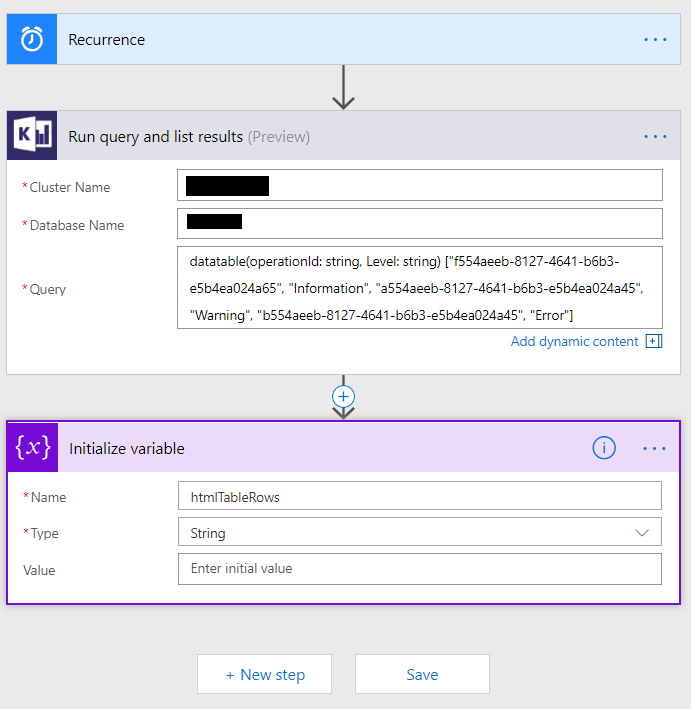 Recurrence
...
K
Run query and list results (Preview)
...
* Cluster Name
* Database Name
* Query
datatable(operationId: string, Level: string) ["f554aeeb-8127-4641-b6b3-
e5b4ea024a65", "Information", "a554aeeb-8127-4641-b6b3-e5b4ea024a45",
"Warning", "b554aeeb-8127-4641-b6b3-e5b4ea024a45", "Error"]
Add dynamic content
{x} Initialize variable
...
* Name
htmlTableRows
* Type
String
Value
Enter initial value
+ New step
Save